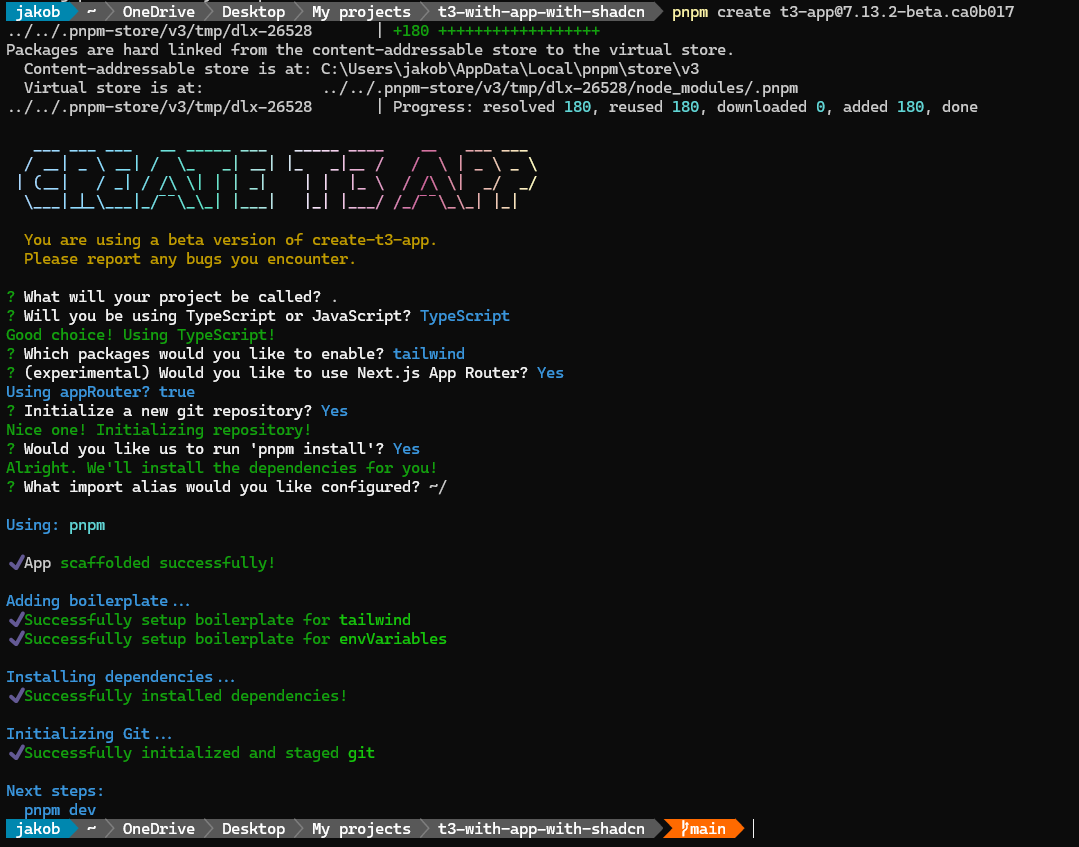 jakob ~ OneDrive Desktop My projects t3-with-app-with-shadcn pnpm create t3-app@7.13.2-beta.ca0b017
../../.pnpm-store/v3/tmp/dlx-26528 | +180 ++++++++++++++++++
Packages are hard linked from the content-addressable store to the virtual store.
Content-addressable store is at: C:\Users\jakob\AppData\Local\pnpm\store\v3
Virtual store is at: ../../.pnpm-store/v3/tmp/dlx-26528/node_modules/.pnpm
../../.pnpm-store/v3/tmp/dlx-26528 | Progress: resolved 180, reused 180, downloaded 0, added 180, done
CREATE T3 APP
You are using a beta version of create-t3-app.
Please report any bugs you encounter.
? What will your project be called? .
? Will you be using TypeScript or JavaScript? TypeScript
Good choice! Using TypeScript!
? Which packages would you like to enable? tailwind
? (experimental) Would you like to use Next.js App Router? Yes
Using appRouter? true
? Initialize a new git repository? Yes
Nice one! Initializing repository!
? Would you like us to run 'pnpm install'? Yes
Alright. We'll install the dependencies for you!
? What import alias would you like configured? ~/
Using: pnpm
✔App scaffolded successfully!
Adding boilerplate...
✔Successfully setup boilerplate for tailwind
✔Successfully setup boilerplate for envVariables
Installing dependencies...
✔Successfully installed dependencies!
Initializing Git...
✔Successfully initialized and staged git
Next steps:
pnpm dev
jakob ~ OneDrive Desktop My projects t3-with-app-with-shadcn main